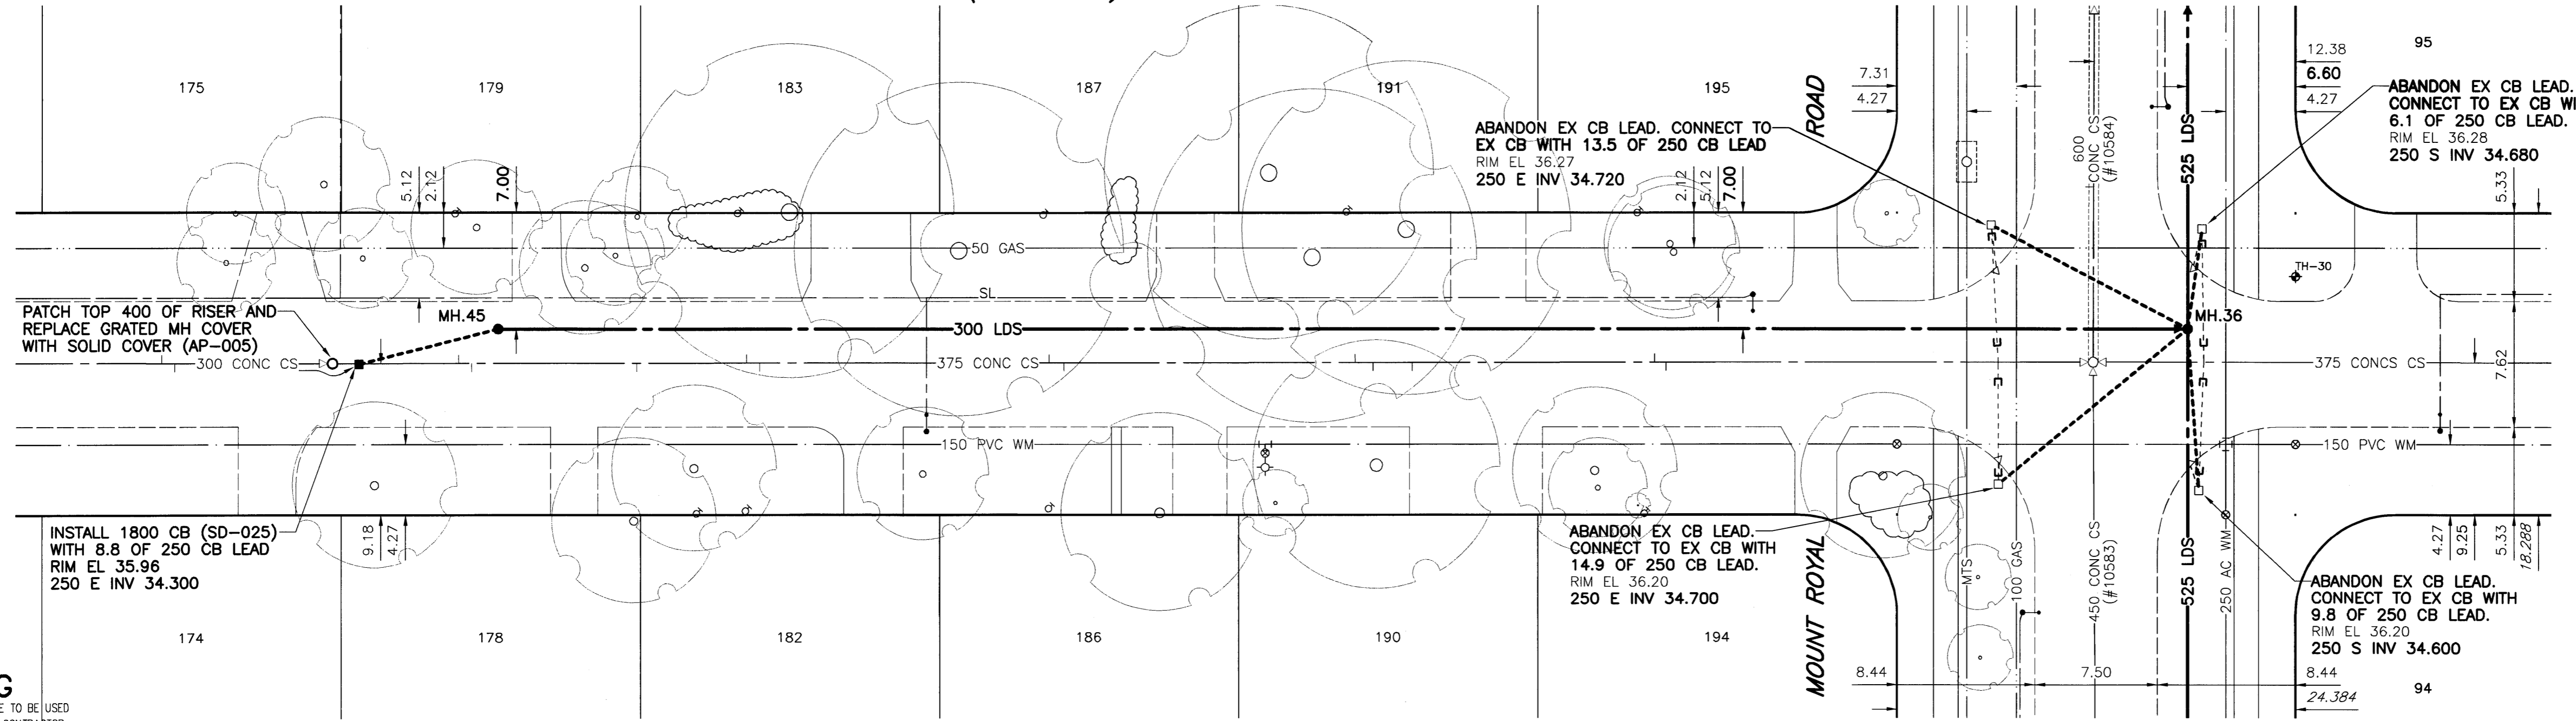 175
179
183
187
191
195
ROAD
7.31
4.27
600
CONC CS
(#10584)
525 LDS
12.38
6.60
4.27
95
ABANDON EX CB LEAD.
CONNECT TO EX CB
6.1 OF 250 CB LEAD.
RIM EL 36.28
250 S INV 34.680
ABANDON EX CB LEAD. CONNECT TO
EX CB WITH 13.5 OF 250 CB LEAD
RIM EL 36.27
250 E INV 34.720
5.12
2.12
7.00
2.12
5.12
7.00
5.33
50 GAS
TH-30
SL
PATCH TOP 400 OF RISER AND
REPLACE GRATED MH COVER
WITH SOLID COVER (AP-005)
MH.45
300 LDS
MH.36
300 CONC CS
375 CONC CS
375 CONCS CS
7.62
150 PVC WM
150 PVC WM
INSTALL 1800 CB (SD-025)
WITH 8.8 OF 250 CB LEAD
RIM EL 35.96
250 E INV 34.300
9.18
4.27
ABANDON EX CB LEAD.
CONNECT TO EX CB WITH
14.9 OF 250 CB LEAD.
RIM EL 36.20
250 E INV 34.700
MOUNT ROYAL
MTS
100 GAS
450 CONC CS
(#10583)
525 LDS
250 AC WM
4.27
9.25
5.33
18.288
ABANDON EX CB LEAD.
CONNECT TO EX CB WITH
9.8 OF 250 CB LEAD.
RIM EL 36.20
250 S INV 34.600
174
178
182
186
190
194
8.44
7.50
8.44
24.384
94
G
TO BE USED